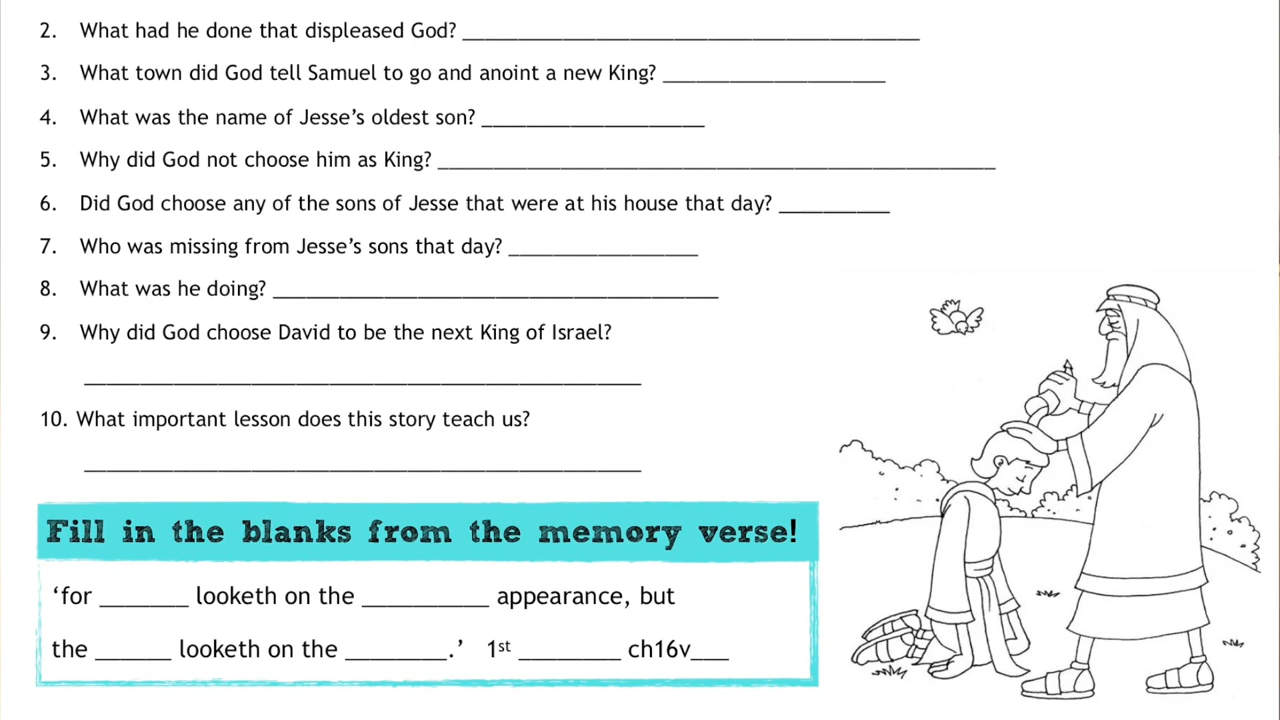 2. What had he done that displeased God? ____________________
3. What town did God tell Samuel to go and anoint a new King? ____________________
4. What was the name of Jesse’s oldest son? ____________________
5. Why did God not choose him as King? ____________________
6. Did God choose any of the sons of Jesse that were at his house that day? __________
7. Who was missing from Jesse’s sons that day? _________________
8. What was he doing? ____________________
9. Why did God choose David to be the next King of Israel?
____________________
10. What important lesson does this story teach us?
____________________
Fill in the blanks from the memory verse!
‘for _______ looketh on the __________ appearance, but
the ______ looketh on the ________.’ 1st ________ ch16v___